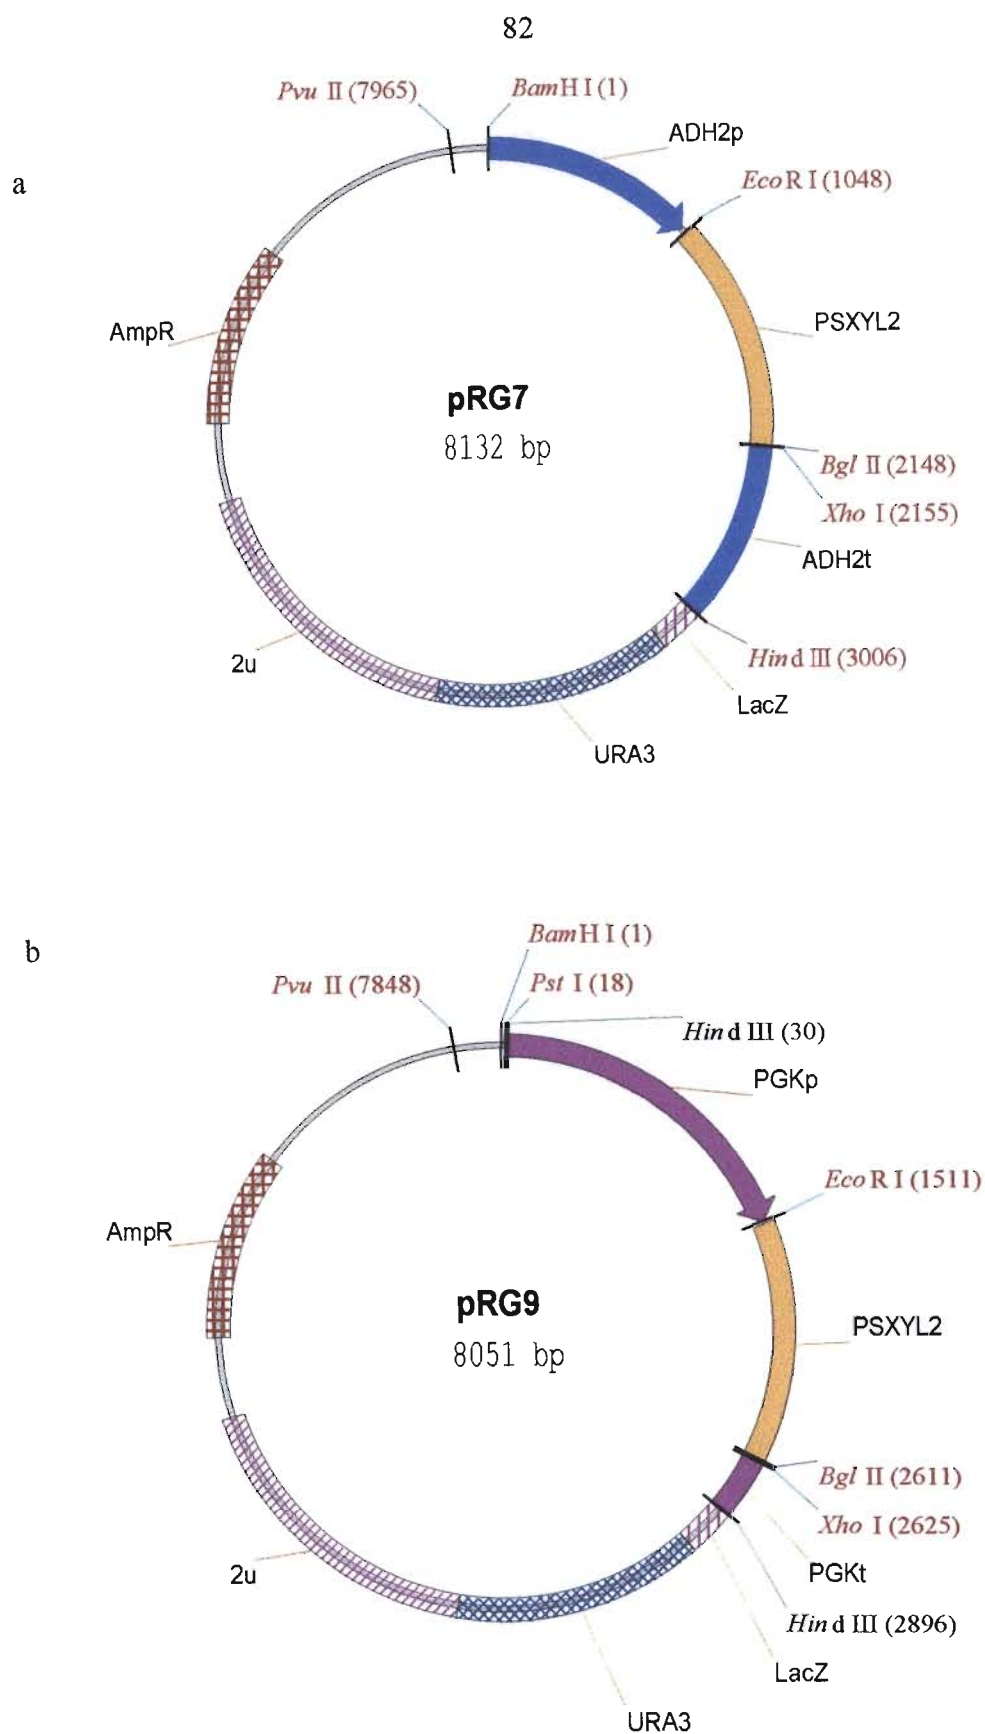 82
a
Pvu II (7965)
BamH I (1)
ADH2p
EcoR I (1048)
AmpR
PSXYL2
pRG7
8132 bp
Bgl II (2148)
Xho I (2155)
ADH2t
2u
Hind III (3006)
LacZ
URA3
b
BamH I (1)
Pvu II (7848)
Pst I (18)
Hind III (30)
PGKp
EcoR I (1511)
AmpR
pRG9
PSXYL2
8051 bp
Bgl II (2611)
Xho I (2625)
2u
PGKt
Hind III (2896)
LacZ
URA3